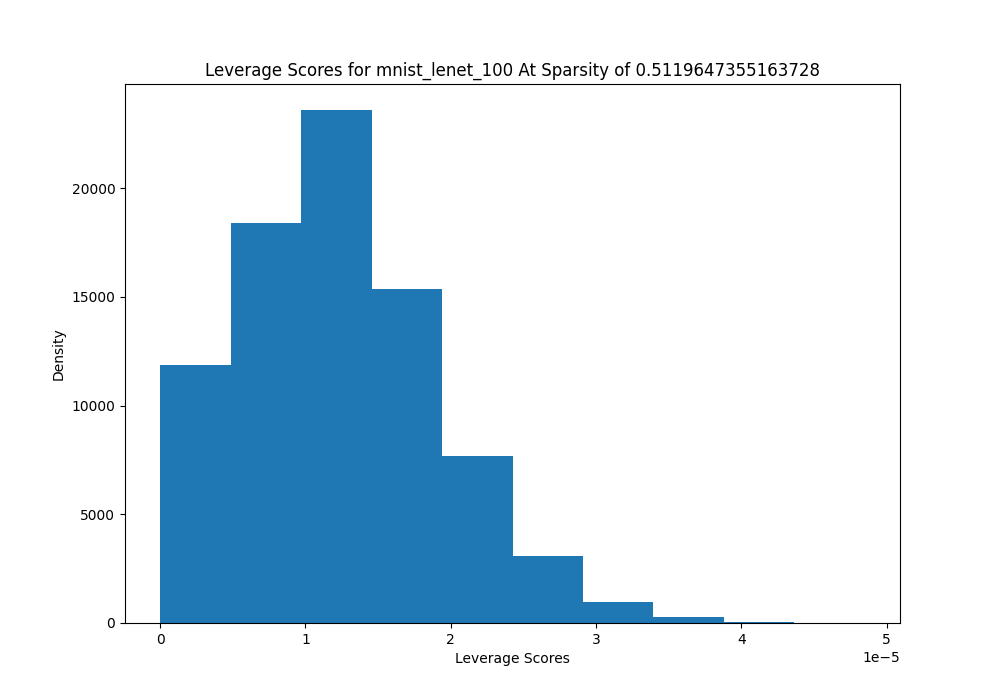 Leverage Scores for mnist_lenet_100 At Sparsity of 0.5119647355163728
Density
20000
15000
10000
5000
0
0 1 2 3 4 5
1e−5
Leverage Scores